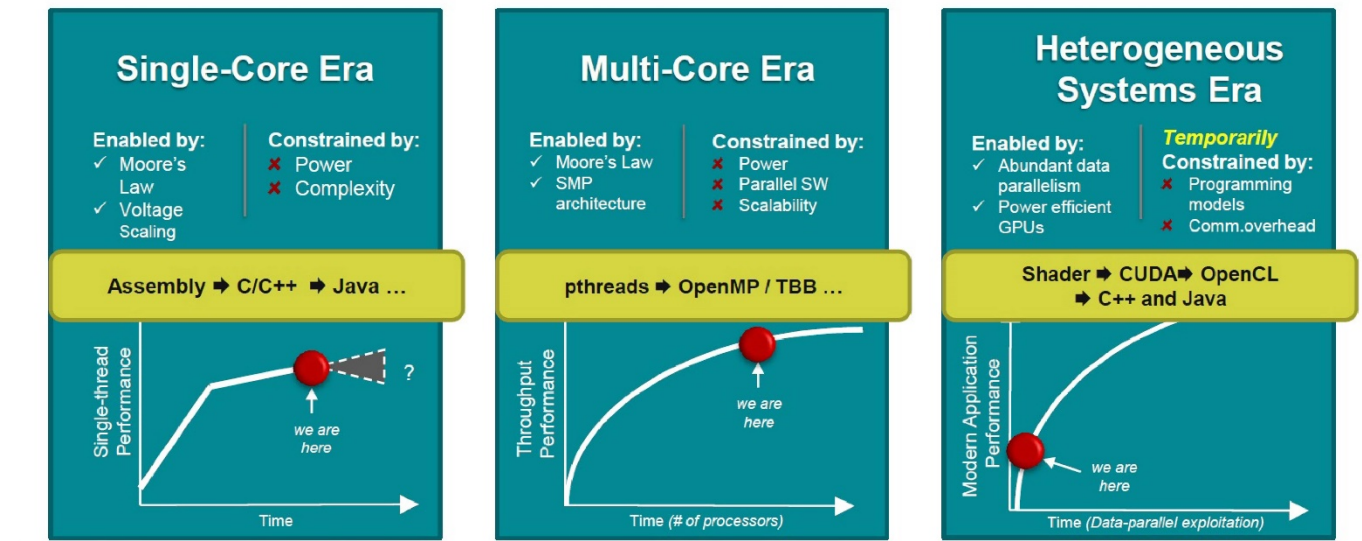 Single-Core Era
Enabled by:
✓ Moore's
Law
✓ Voltage
Scaling
Constrained by:
✘ Power
✘ Complexity
Assembly ➡ C/C++ ➡ Java …
Single-thread
Performance
?
we are
here
Time
Multi-Core Era
Enabled by:
✓ Moore's Law
✓ SMP
architecture
Constrained by:
✘ Power
✘ Parallel SW
✘ Scalability
pthreads ➡ OpenMP / TBB …
Throughput
Performance
we are
here
Time (# of processors)
Heterogeneous
Systems Era
Enabled by:
✓ Abundant data
parallelism
✓ Power efficient
GPUs
Temporarily
Constrained by:
✘ Programming
models
✘ Comm.overhead
Shader ➡ CUDA➡ OpenCL
➡ C++ and Java
Modern Application
Performance
we are
here
Time (Data-parallel exploitation)